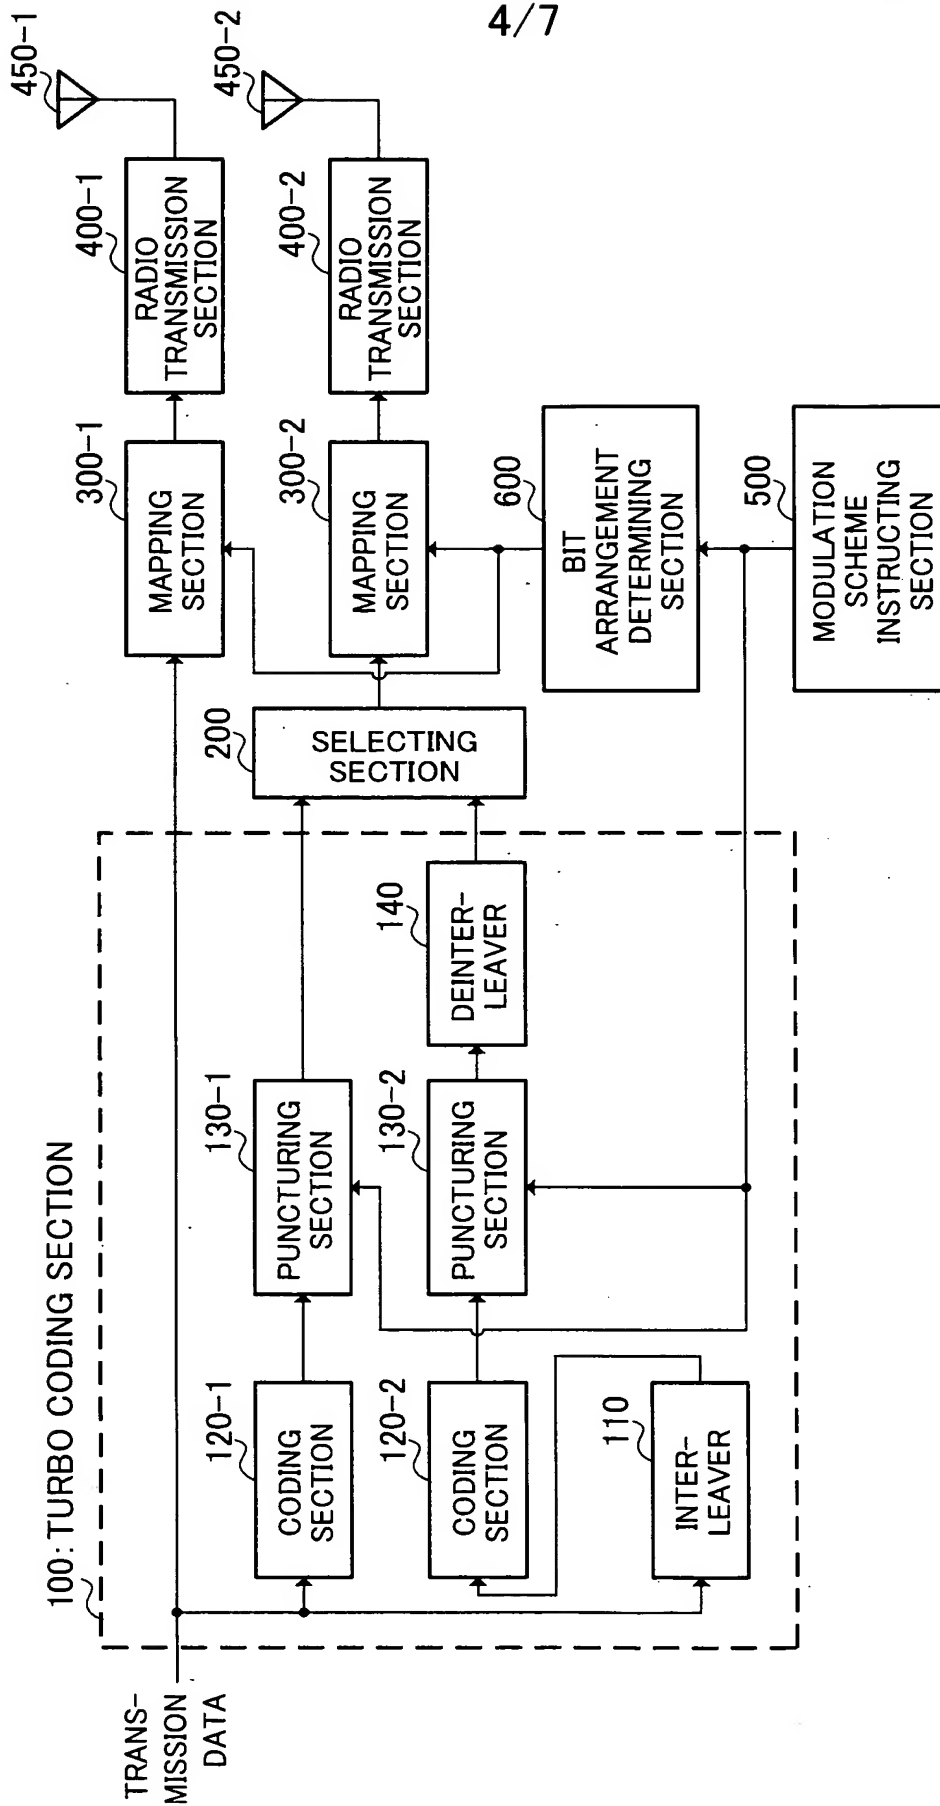 4/7
100: TURBO CODING SECTION
TRANS-
MISSION
DATA
120-1
CODING
SECTION
130-1
PUNCTURING
SECTION
120-2
CODING
SECTION
130-2
PUNCTURING
SECTION
140
DEINTER-
LEAVER
110
INTER-
LEAVER
200
SELECTING
SECTION
300-1
MAPPING
SECTION
400-1
RADIO
TRANSMISSION
SECTION
450-1
300-2
MAPPING
SECTION
400-2
RADIO
TRANSMISSION
SECTION
450-2
600
BIT
ARRANGEMENT
DETERMINING
SECTION
500
MODULATION
SCHEME
INSTRUCTING
SECTION